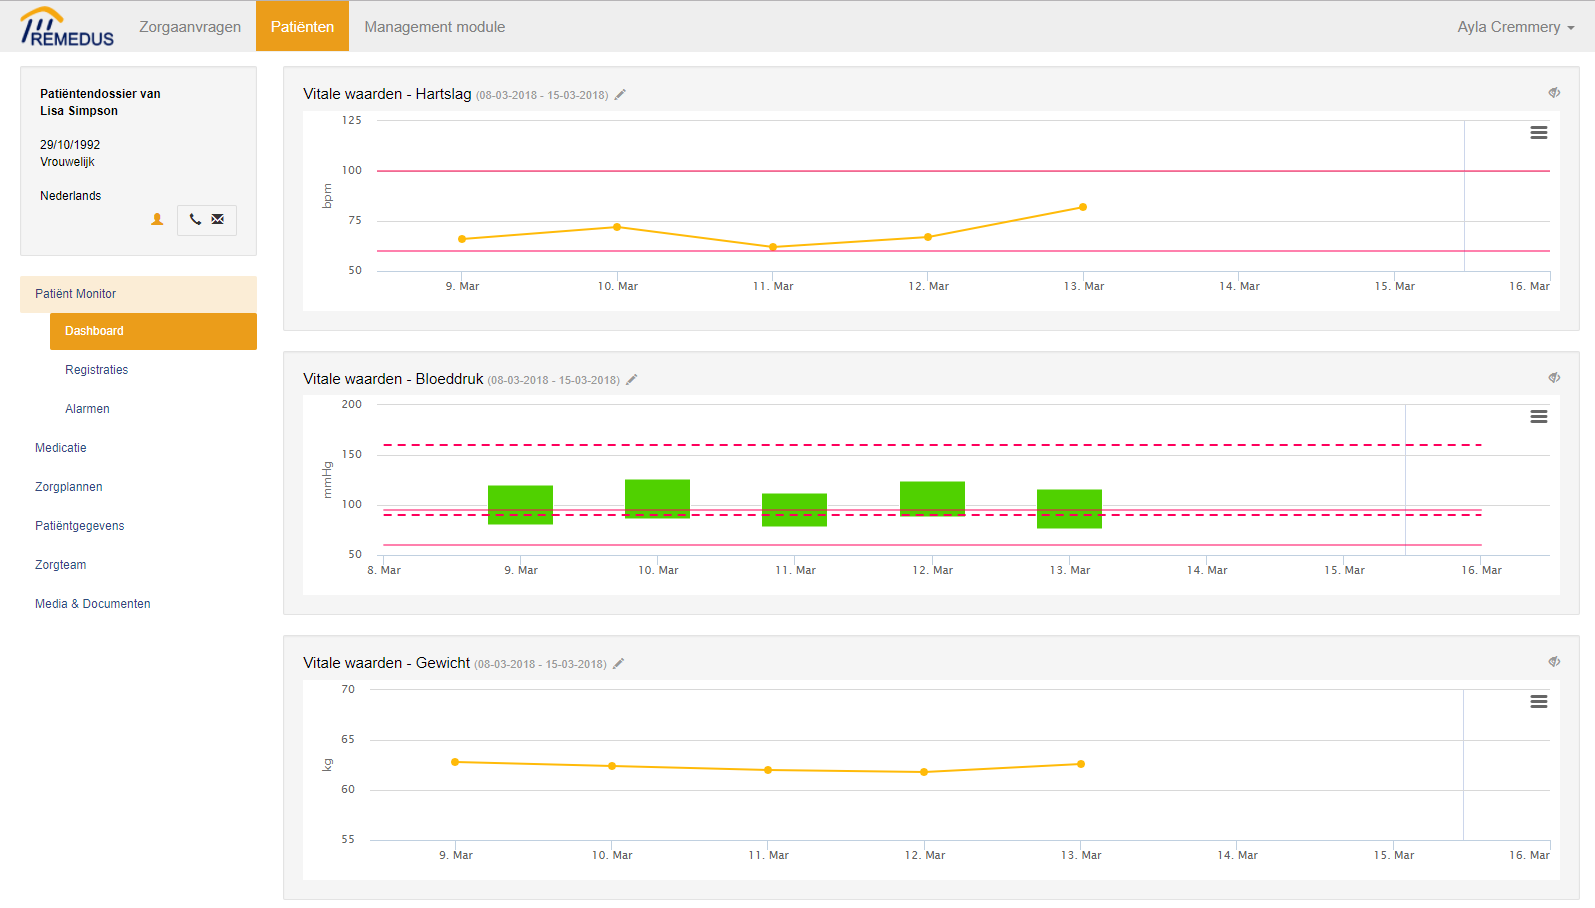 REMEDUS
Zorgaanvragen
Patiënten
Management module
Ayla Cremmery
Patiëntendossier van
Lisa Simpson
29/10/1992
Vrouwelijk
Nederlands
Patiënt Monitor
Dashboard
Registraties
Alarmen
Medicatie
Zorgplannen
Patiëntgegevens
Zorgteam
Media & Documenten
Vitale waarden - Hartslag (08-03-2018 - 15-03-2018)
125
100
75
50
bpm
9. Mar 10. Mar 11. Mar 12. Mar 13. Mar 14. Mar 15. Mar 16. Mar
Vitale waarden - Bloeddruk (08-03-2018 - 15-03-2018)
200
150
100
50
mmHg
8. Mar 9. Mar 10. Mar 11. Mar 12. Mar 13. Mar 14. Mar 15. Mar 16. Mar
Vitale waarden - Gewicht (08-03-2018 - 15-03-2018)
70
65
60
55
kg
9. Mar 10. Mar 11. Mar 12. Mar 13. Mar 14. Mar 15. Mar 16. Mar